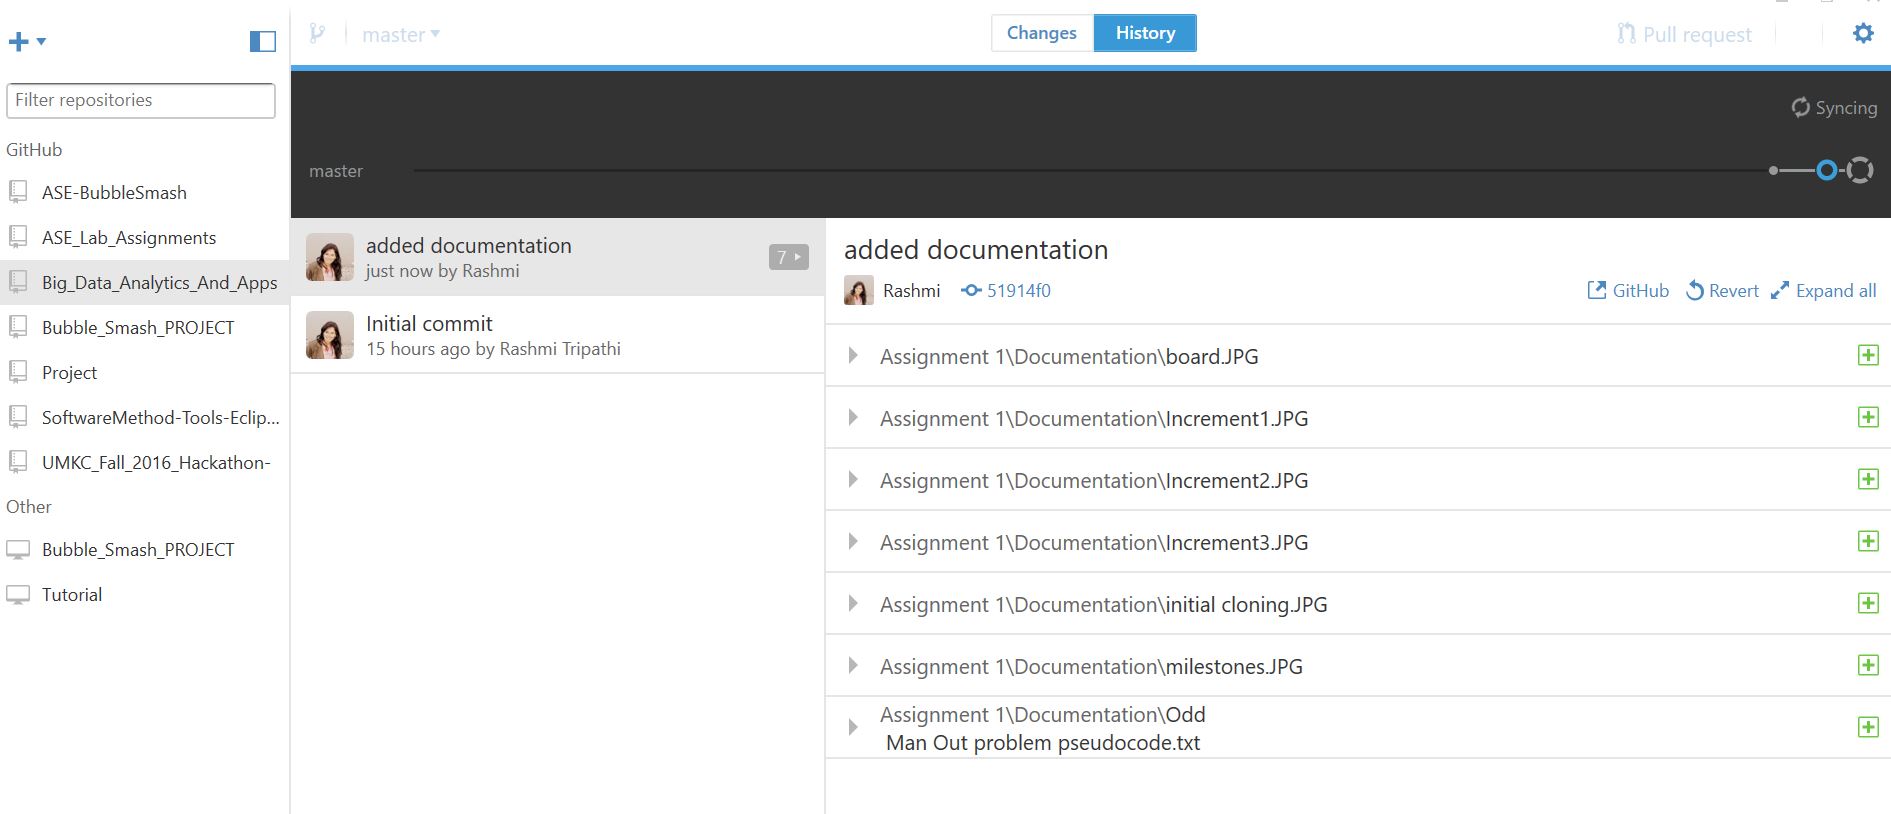 master
Changes
History
Pull request
Filter repositories
GitHub
ASE-BubbleSmash
ASE_Lab_Assignments
Big_Data_Analytics_And_Apps
Bubble_Smash_PROJECT
Project
SoftwareMethod-Tools-Eclip...
UMKC_Fall_2016_Hackathon-
Other
Bubble_Smash_PROJECT
Tutorial
Syncing
master
added documentation
just now by Rashmi
7
Initial commit
15 hours ago by Rashmi Tripathi
added documentation
Rashmi 51914f0
GitHub Revert Expand all
Assignment 1\Documentation\board.JPG
Assignment 1\Documentation\Increment1.JPG
Assignment 1\Documentation\Increment2.JPG
Assignment 1\Documentation\Increment3.JPG
Assignment 1\Documentation\initial cloning.JPG
Assignment 1\Documentation\milestones.JPG
Assignment 1\Documentation\Odd
Man Out problem pseudocode.txt